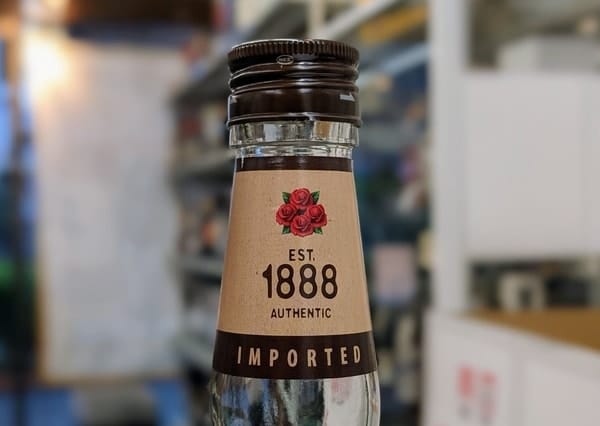 EST.
1888
AUTHENTIC
IMPORTED